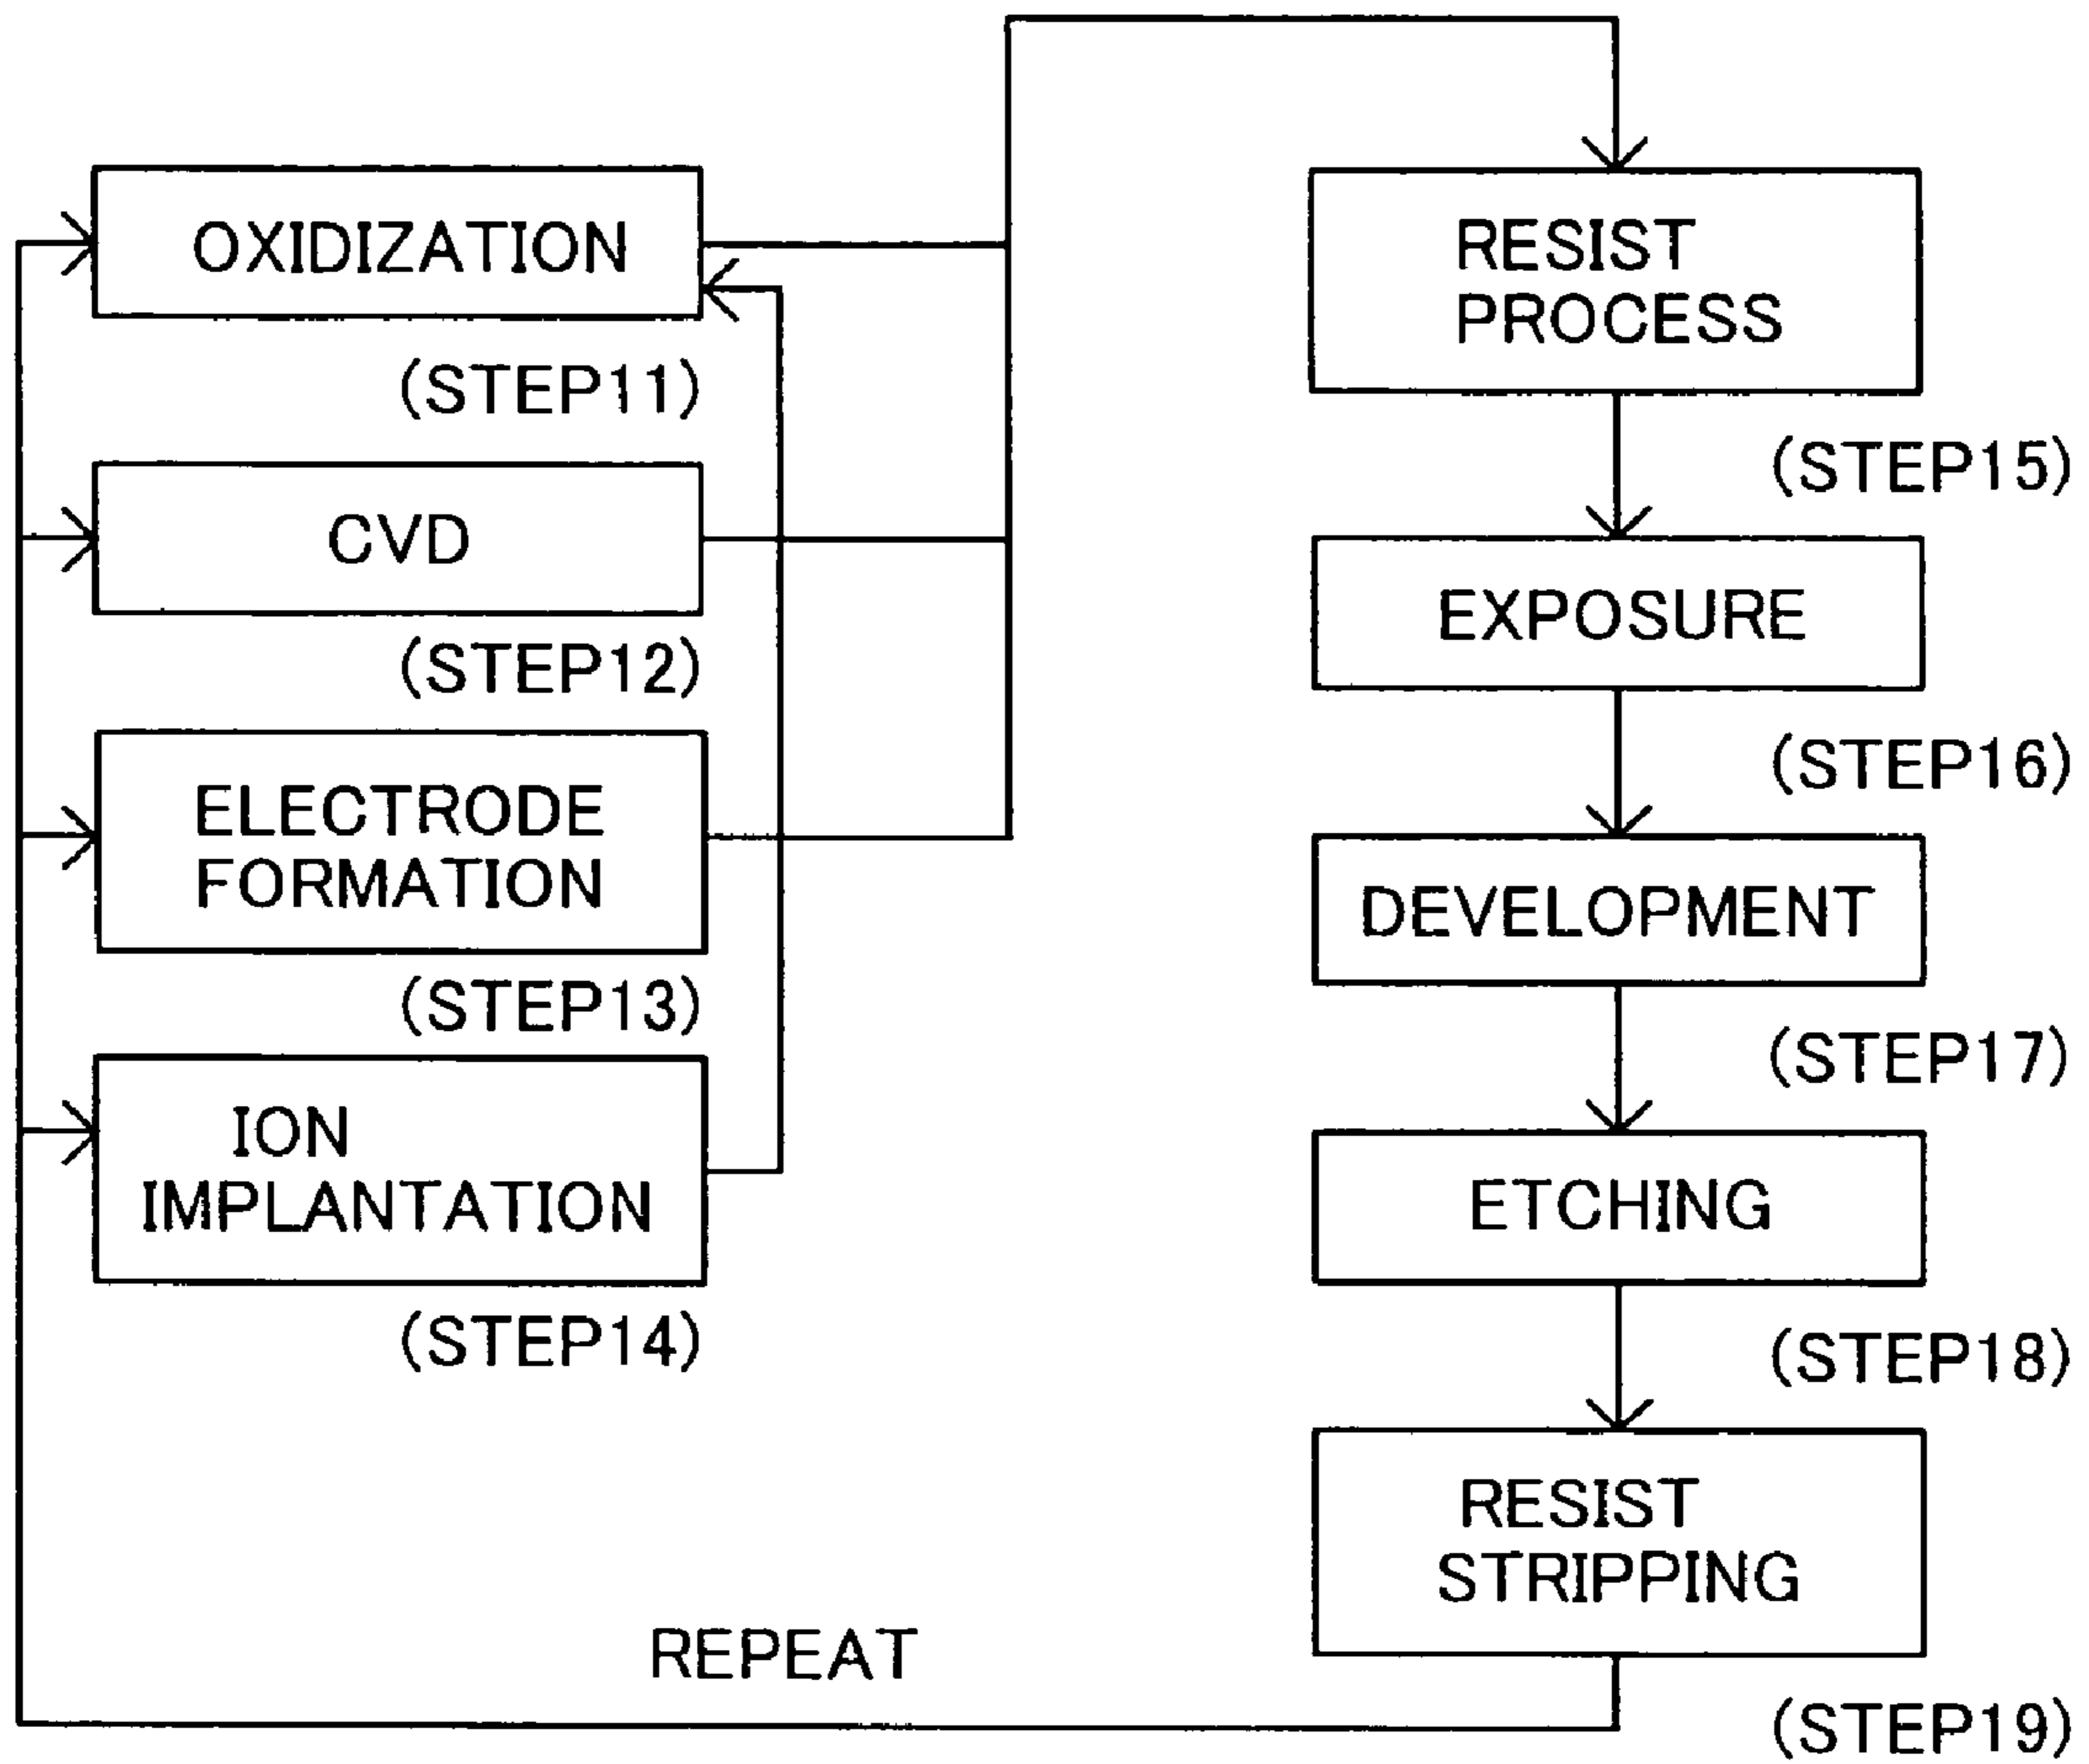 OXIDIZATION
(STEP11)
CVD
(STEP12)
ELECTRODE
FORMATION
(STEP13)
ION
IMPLANTATION
(STEP14)
RESIST
PROCESS
(STEP15)
EXPOSURE
(STEP16)
DEVELOPMENT
(STEP17)
ETCHING
(STEP18)
RESIST
STRIPPING
(STEP19)
REPEAT